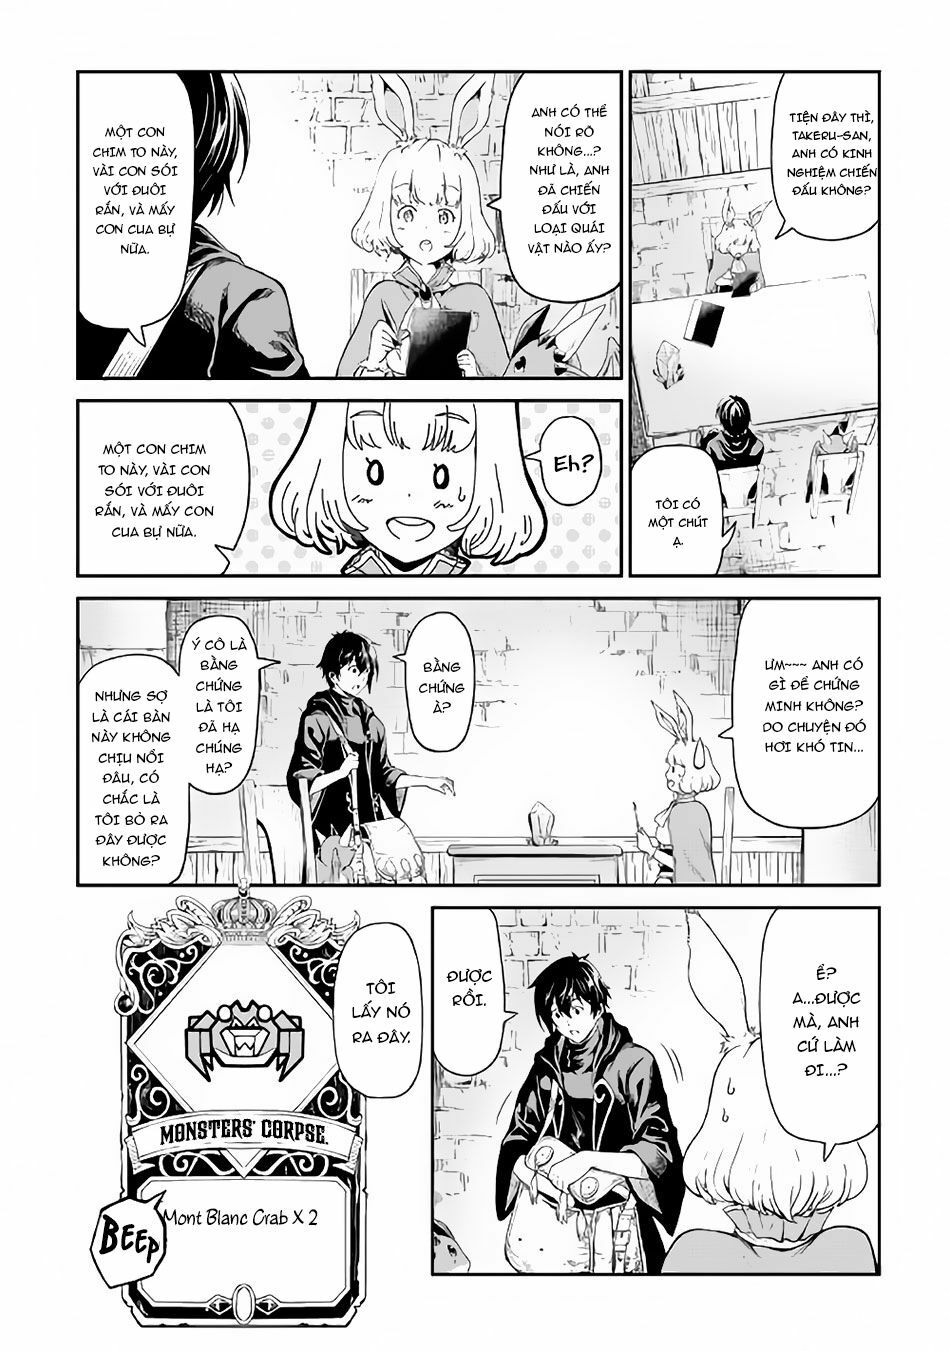 TIỆN ĐÂY THÌ,
TAKERU-SAN,
ANH CÓ KINH
NGHIỆM CHIẾN
ĐẤU KHÔNG?
TÔI CÓ
MỘT CHÚT
Ạ.
ANH CÓ THỂ
NÓI RÕ
KHÔNG...?
NHƯ LÀ, ANH
ĐÃ CHIẾN
ĐẤU VỚI
LOẠI QUÁI
VẬT NÀO ẤY?
MỘT CON
CHIM TO NÀY,
VÀI CON SÓI
VỚI ĐUÔI
RẮN, VÀ MẤY
CON CUA BỰ
NỮA.
Eh?
MỘT CON CHIM
TO NÀY, VÀI CON
SÓI VỚI ĐUÔI
RẮN, VÀ MẤY CON
CUA BỰ NỮA.
ƯM~~~ ANH CÓ
GÌ ĐỂ CHỨNG
MINH KHÔNG?
DO CHUYỆN ĐÓ
HƠI KHÓ TIN...
BẰNG
CHỨNG
À?
Ý CÔ LÀ
BẰNG
CHỨNG
LÀ TÔI
ĐÃ HẠ
CHÚNG
HẠ?
NHƯNG SỢ
LÀ CÁI BÀN
NÀY KHÔNG
CHỊU NỔI
ĐÂU, CÓ
CHẮC LÀ
TÔI BỎ RA
ĐÂY ĐƯỢC
KHÔNG?
Ể?
A...ĐƯỢC
MÀ, ANH
CỨ LÀM
ĐI...?
ĐƯỢC
RỒI.
TÔI
LẤY NÓ
RA ĐÂY.
MONSTERS' CORPSE.
Mont Blanc Crab X 2
BEEP